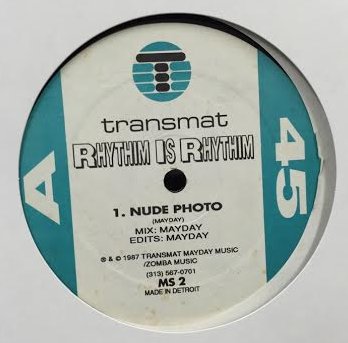 T
transmat
RHYTHIM IS RHYTHIM
A
45
1. NUDE PHOTO
(MAYDAY)
MIX: MAYDAY
EDITS: MAYDAY
℗ & © 1987 TRANSMAT MAYDAY MUSIC
/ZOMBA MUSIC
(313) 567-0701
MS 2
MADE IN DETROIT